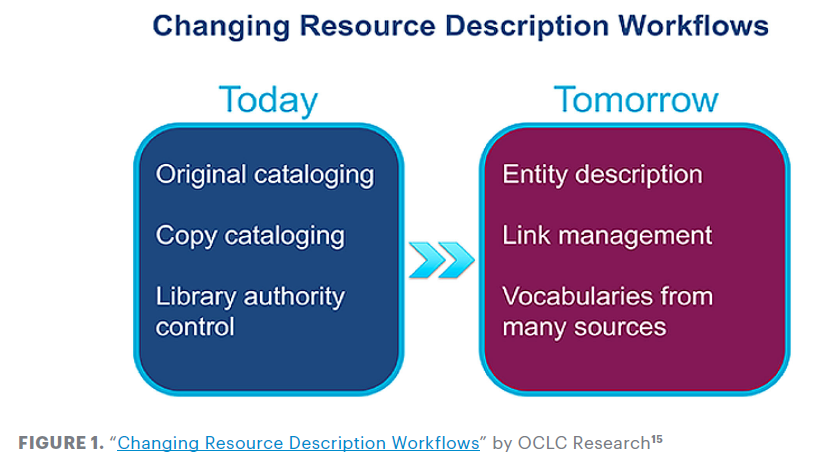 Changing Resource Description Workflows
Today
Original cataloging
Copy cataloging
Library authority
control
Tomorrow
Entity description
Link management
Vocabularies from
many sources
FIGURE 1. “Changing Resource Description Workflows” by OCLC Research¹⁵